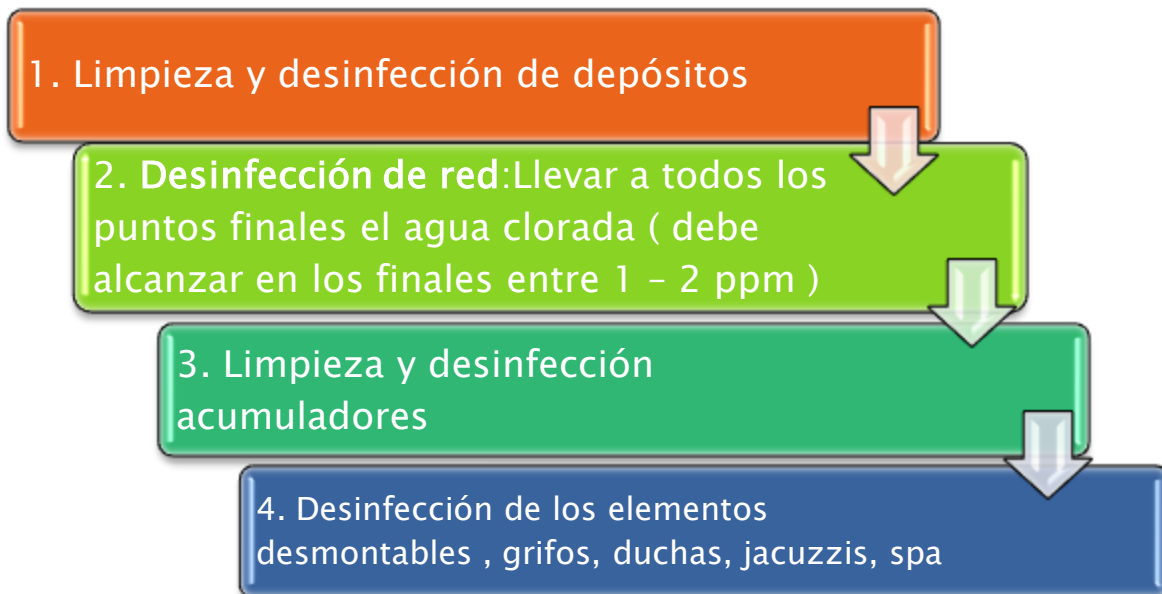 1. Limpieza y desinfección de depósitos
2. Desinfección de red:Llevar a todos los
puntos finales el agua clorada ( debe
alcanzar en los finales entre 1 – 2 ppm )
3. Limpieza y desinfección
acumuladores
4. Desinfección de los elementos
desmontables , grifos, duchas, jacuzzis, spa